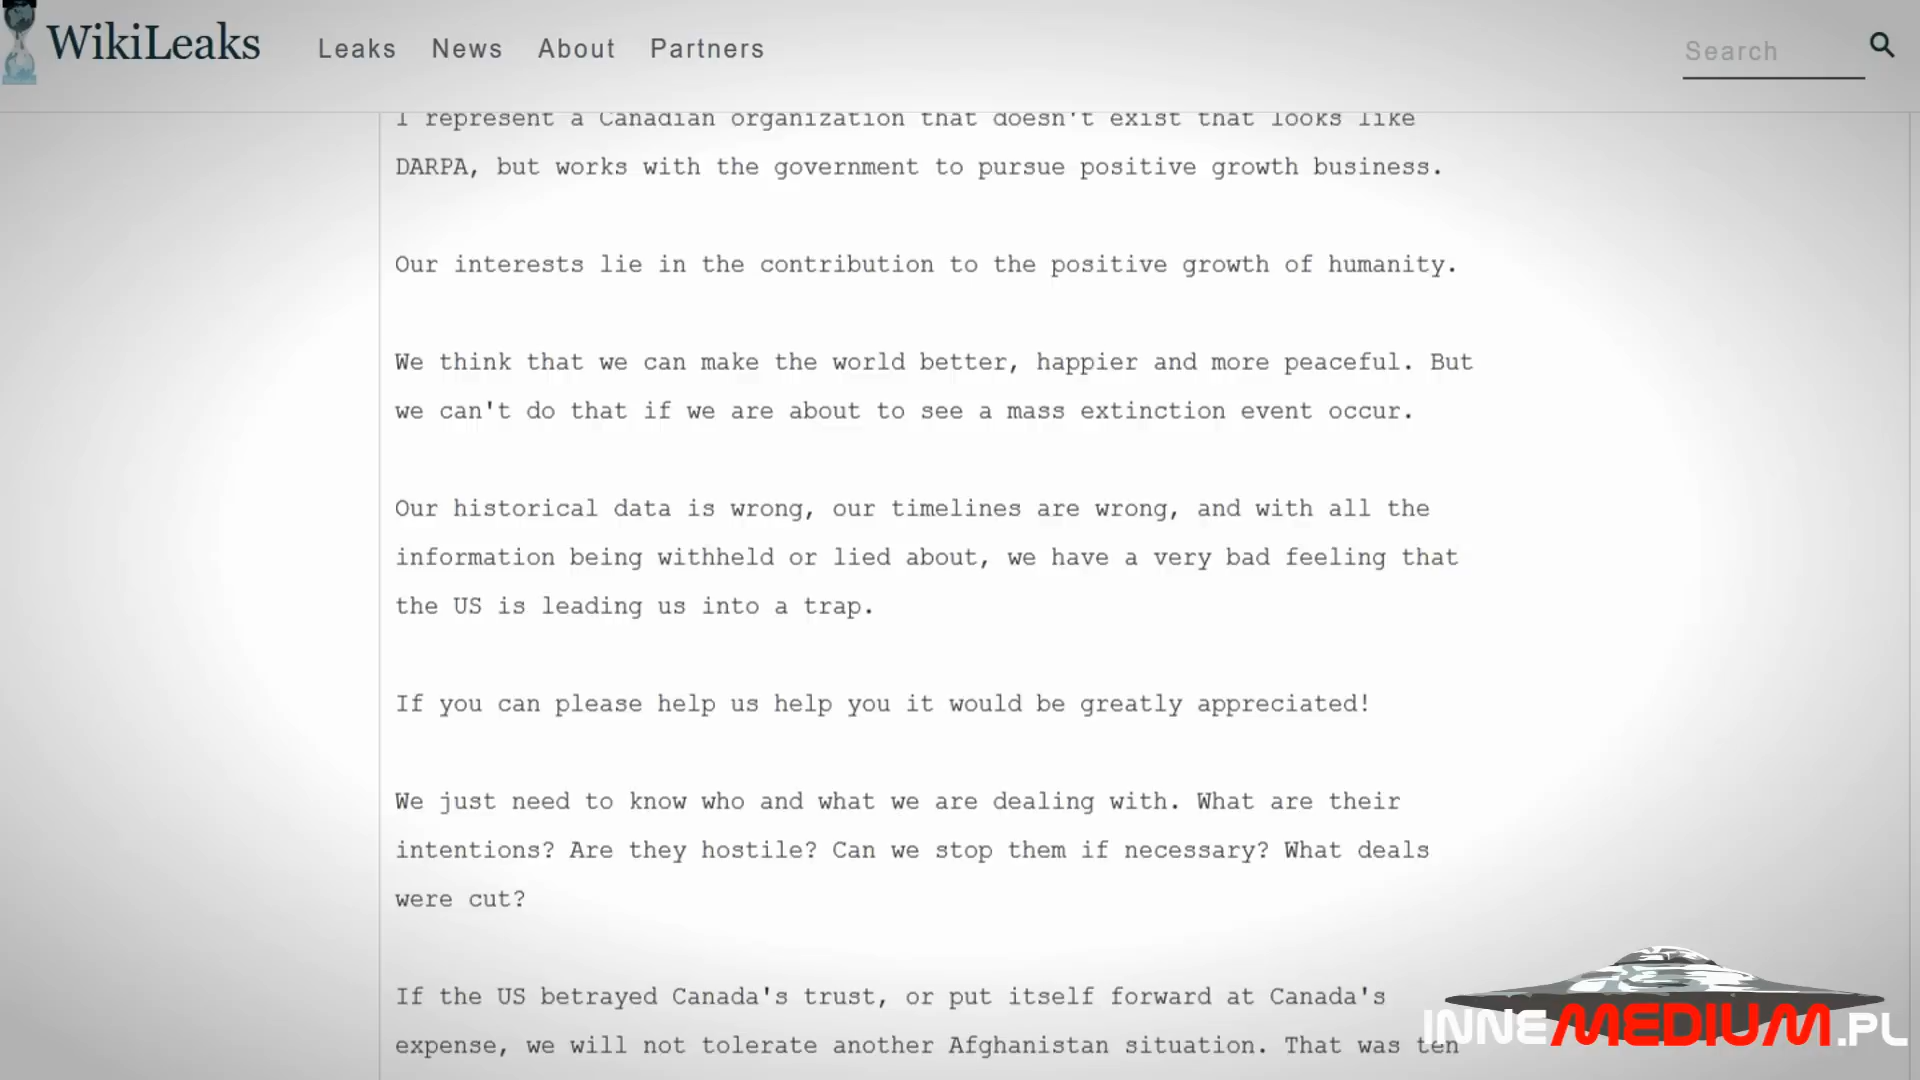 WikiLeaks
Leaks News About Partners
Search
I represent a Canadian organization that doesn't exist that looks like
DARPA, but works with the government to pursue positive growth business.
Our interests lie in the contribution to the positive growth of humanity.
We think that we can make the world better, happier and more peaceful. But
we can't do that if we are about to see a mass extinction event occur.
Our historical data is wrong, our timelines are wrong, and with all the
information being withheld or lied about, we have a very bad feeling that
the US is leading us into a trap.
If you can please help us help you it would be greatly appreciated!
We just need to know who and what we are dealing with. What are their
intentions? Are they hostile? Can we stop them if necessary? What deals
were cut?
If the US betrayed Canada's trust, or put itself forward at Canada's
expense, we will not tolerate another Afghanistan situation. That was ten
INNEMEDIUM.PL